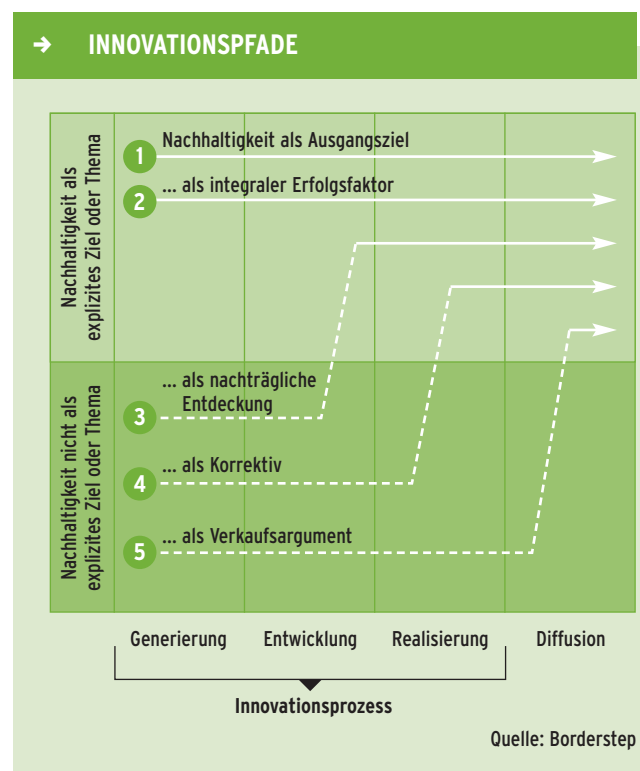 → INNOVATIONSPFADE
Nachhaltigkeit als
explizites Ziel oder Thema
1 Nachhaltigkeit als Ausgangsziel
2 ... als integraler Erfolgsfaktor
Nachhaltigkeit nicht als
explizites Ziel oder Thema
3 ... als nachträgliche
Entdeckung
4 ... als Korrektiv
5 ... als Verkaufsargument
Generierung Entwicklung Realisierung Diffusion
Innovationsprozess
Quelle: Borderstep